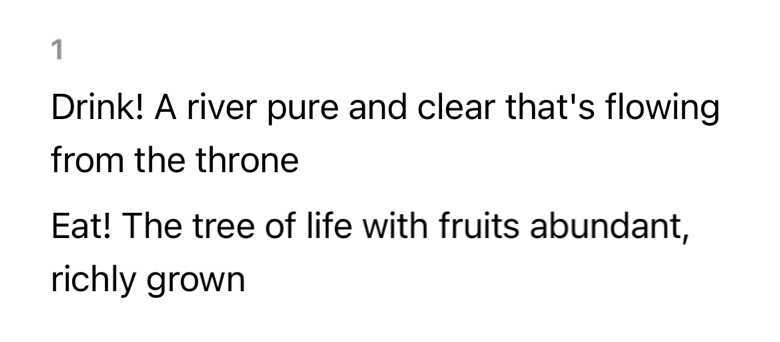 1
Drink! A river pure and clear that's flowing
from the throne
Eat! The tree of life with fruits abundant,
richly grown